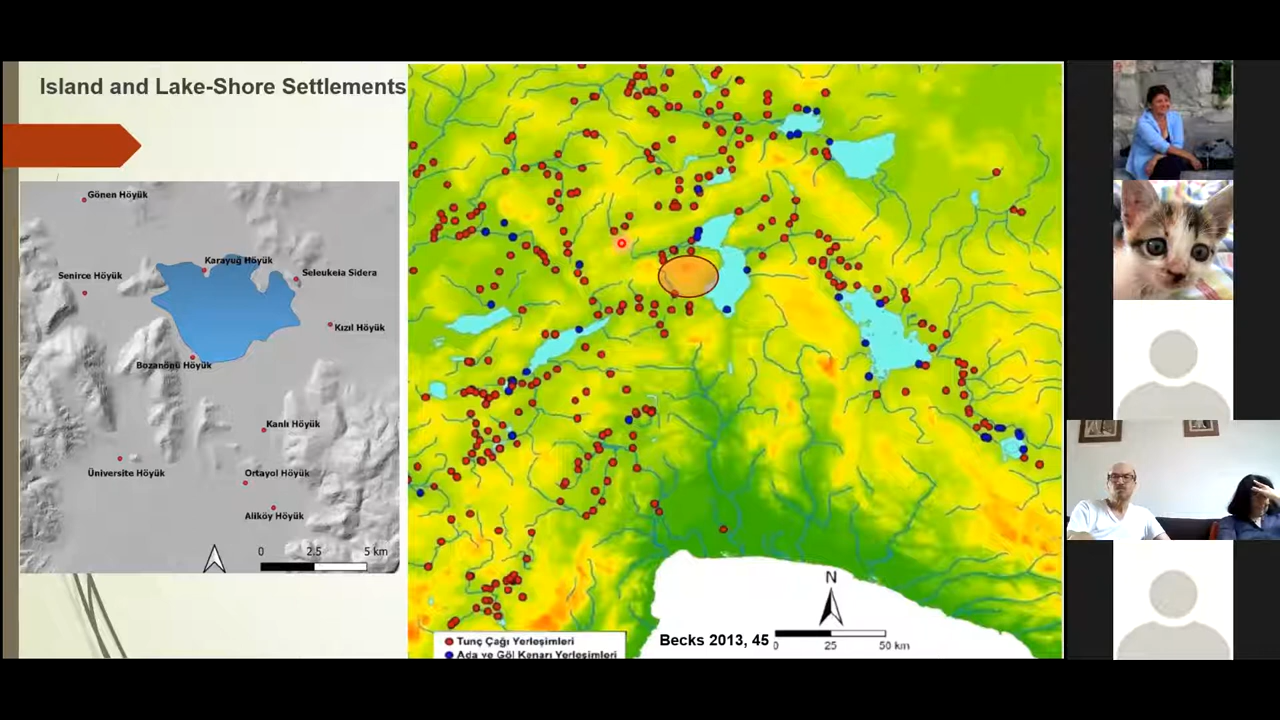 Island and Lake-Shore Settlements
Gönen Höyük
Karayuğ Höyük
Senirce Höyük
Seleukeia Sidera
Kızıl Höyük
Bozanönü Höyük
Kanlı Höyük
Üniversite Höyük
Ortayol Höyük
Aliköy Höyük
0 2.5 5 km
N
Becks 2013, 45
0 25 50 km
Tunç Çağı Yerleşimleri
Ada ve Göl Kenarı Yerleşimleri